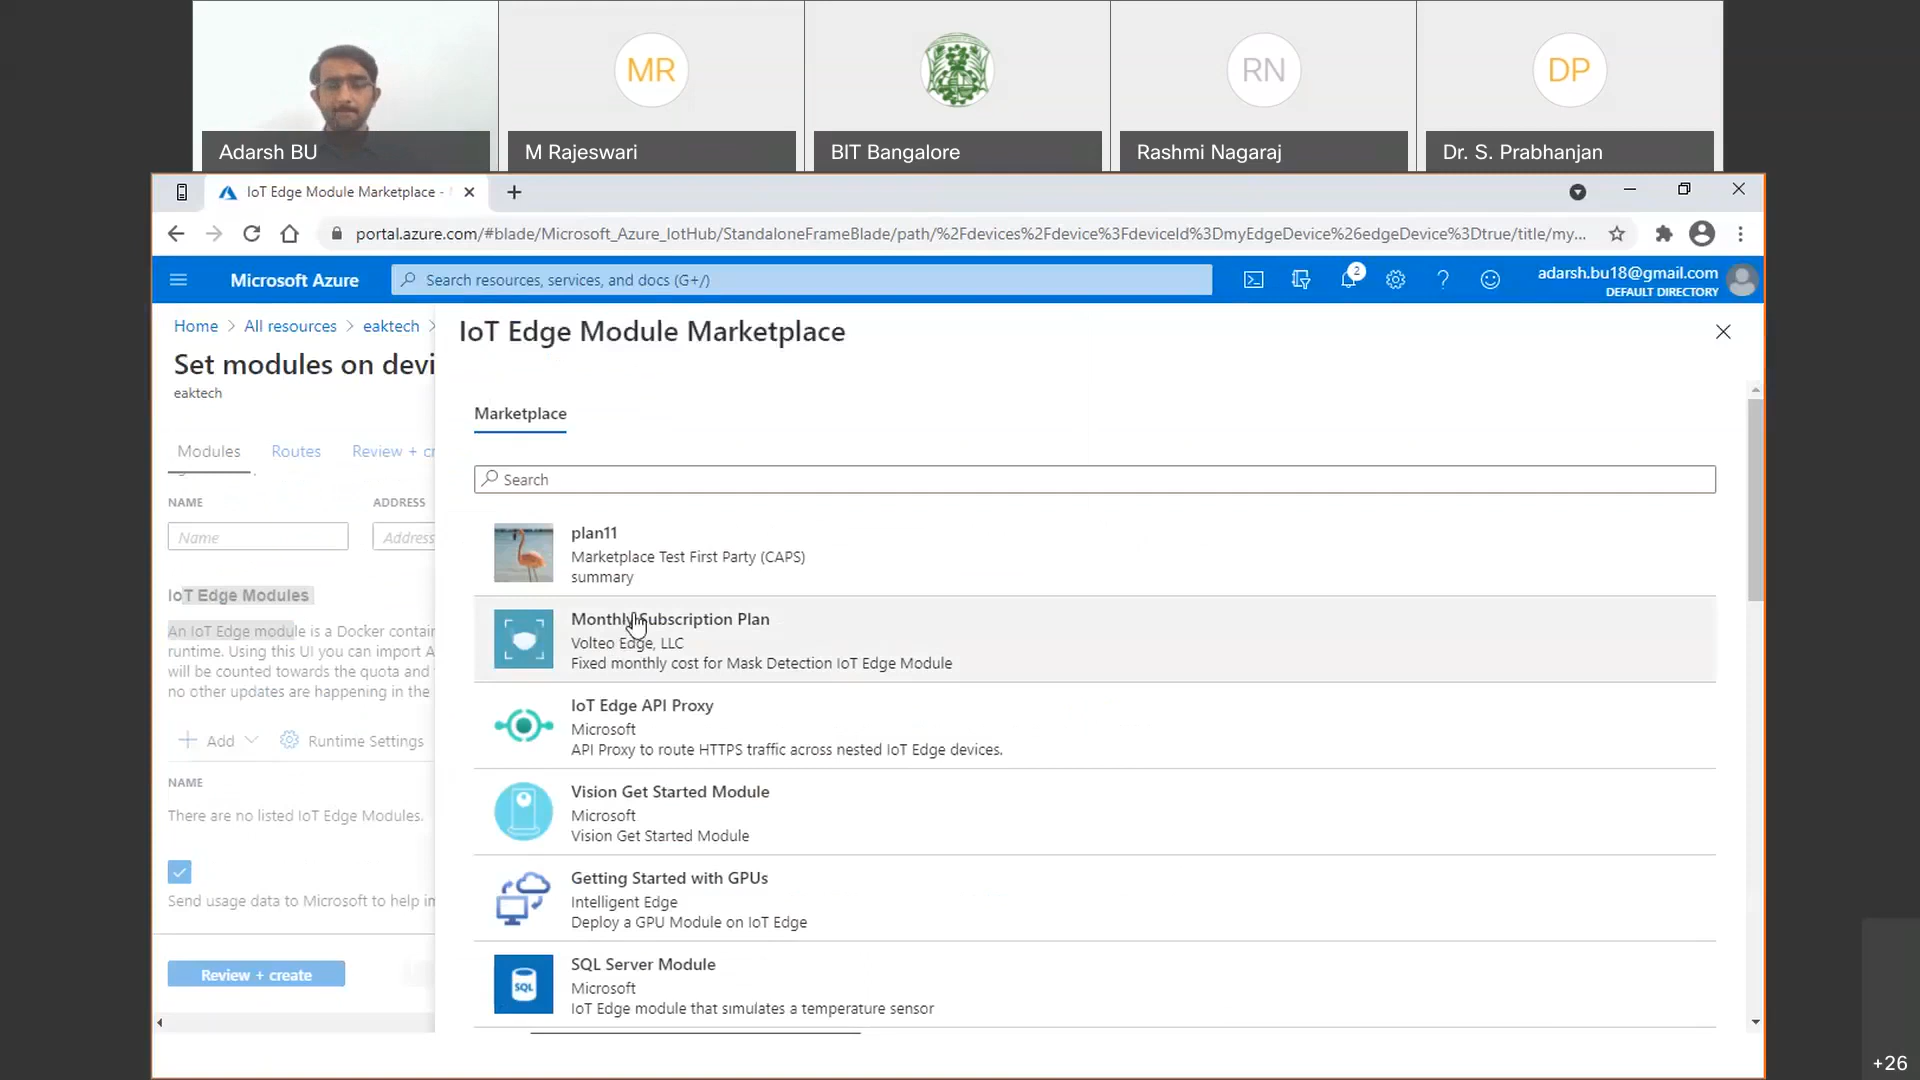 MR
RN
DP
Adarsh BU
M Rajeswari
BIT Bangalore
Rashmi Nagaraj
Dr. S. Prabhanjan
IoT Edge Module Marketplace -
portal.azure.com/#blade/Microsoft_Azure_IotHub/StandaloneFrameBlade/path/%2Fdevices%2Fdevice%3FdeviceId%3DmyEdgeDevice%26edgeDevice%3Dtrue/title/my...
Microsoft Azure
Search resources, services, and docs (G+/)
2
adarsh.bu18@gmail.com
DEFAULT DIRECTORY
Home > All resources > eaktech >
Set modules on devi
eaktech
Modules
Routes
Review + cr
NAME
ADDRESS
Name
Address
IoT Edge Modules
An IoT Edge module is a Docker contain
runtime. Using this UI you can import A
will be counted towards the quota and
no other updates are happening in the
Add
Runtime Settings
NAME
There are no listed IoT Edge Modules.
Send usage data to Microsoft to help im
Review + create
IoT Edge Module Marketplace
Marketplace
Search
plan11
Marketplace Test First Party (CAPS)
summary
Monthly Subscription Plan
Volteo Edge, LLC
Fixed monthly cost for Mask Detection IoT Edge Module
IoT Edge API Proxy
Microsoft
API Proxy to route HTTPS traffic across nested IoT Edge devices.
Vision Get Started Module
Microsoft
Vision Get Started Module
Getting Started with GPUs
Intelligent Edge
Deploy a GPU Module on IoT Edge
SQL
SQL Server Module
Microsoft
IoT Edge module that simulates a temperature sensor
+26